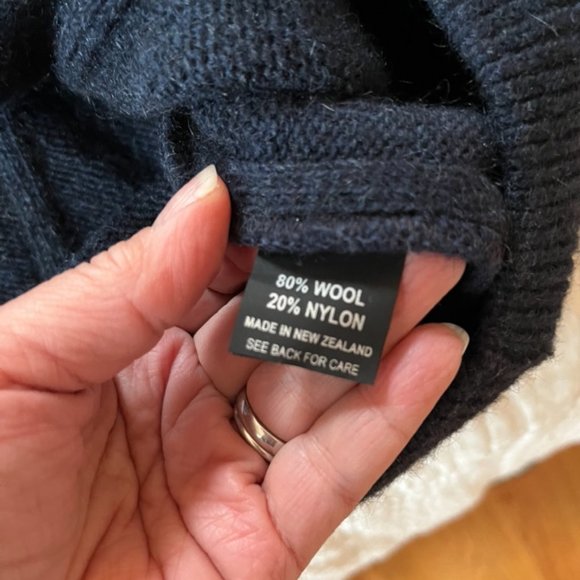 80% WOOL
20% NYLON
MADE IN NEW ZEALAND
SEE BACK FOR CARE